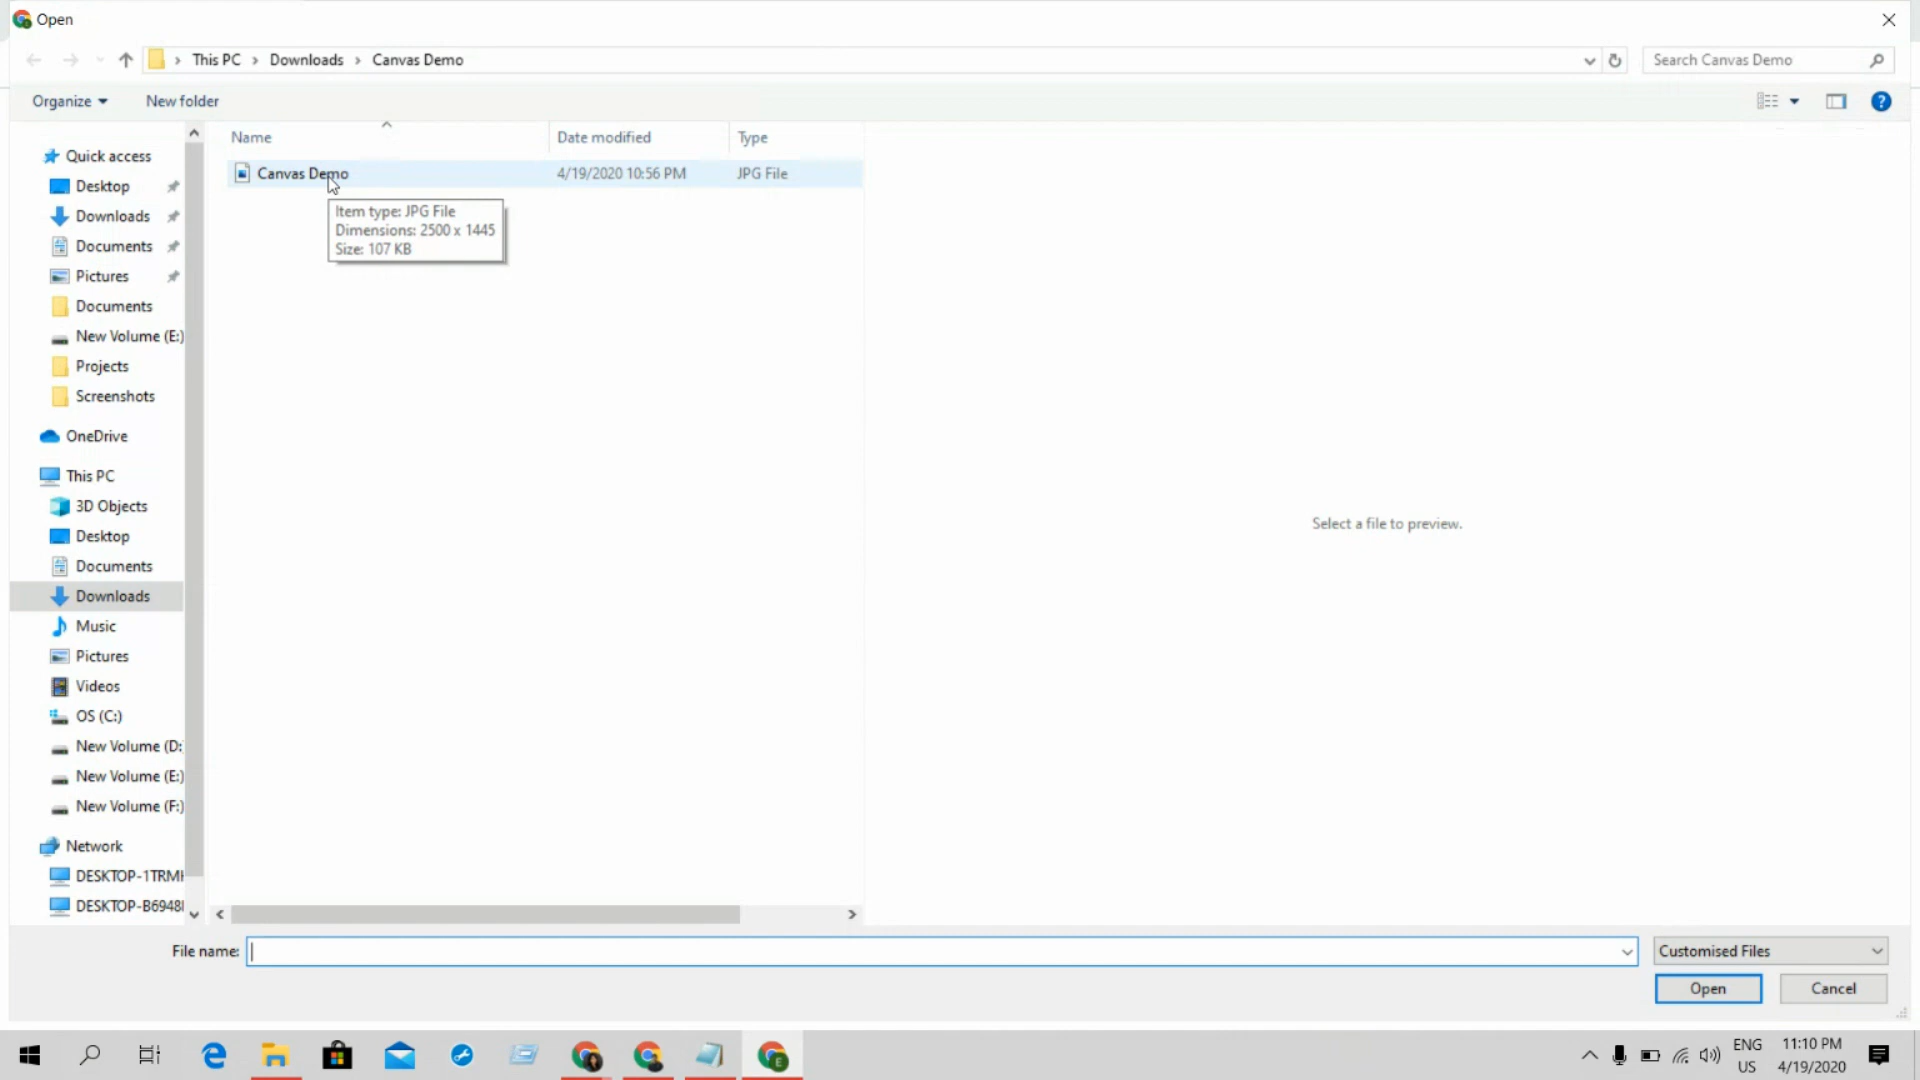 Open
This PC > Downloads > Canvas Demo
Search Canvas Demo
Organize
New folder
Name
Date modified
Type
Canvas Demo
4/19/2020 10:56 PM
JPG File
Item type: JPG File
Dimensions: 2500 x 1445
Size: 107 KB
Quick access
Desktop
Downloads
Documents
Pictures
Documents
New Volume (E:)
Projects
Screenshots
OneDrive
This PC
3D Objects
Desktop
Documents
Downloads
Music
Pictures
Videos
OS (C:)
New Volume (D:
New Volume (E:)
New Volume (F:)
Network
DESKTOP-1TRM
DESKTOP-B6948
Select a file to preview.
File name:
Customised Files
Open
Cancel
ENG
US
11:10 PM
4/19/2020